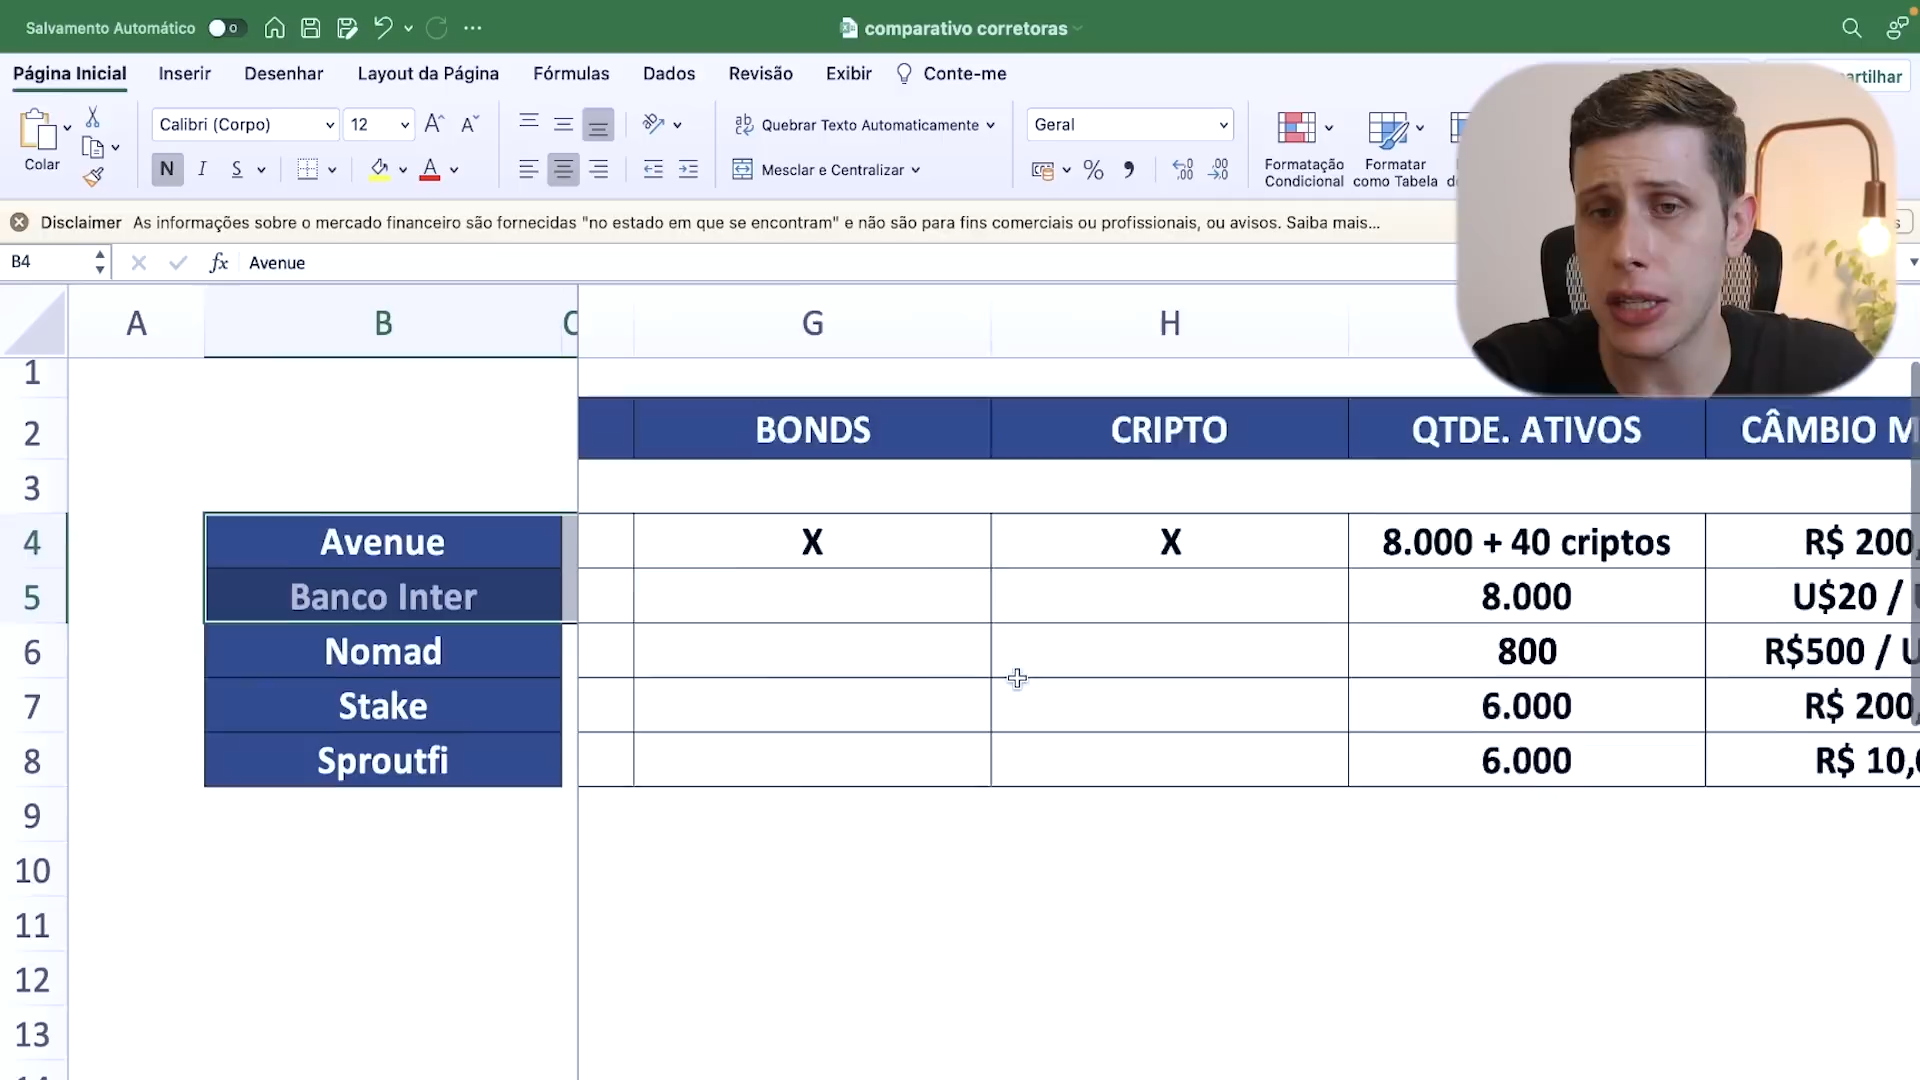 Salvamento Automático 0 ... comparativo corretoras
Página Inicial Inserir Desenhar Layout da Página Fórmulas Dados Revisão Exibir Conte-me artilhar
Colar Calibri (Corpo) 12 A A Quebrar Texto Automaticamente Geral
N I S A Mesclar e Centralizar % , Formatação Condicional Formatar como Tabela
Disclaimer As informações sobre o mercado financeiro são fornecidas "no estado em que se encontram" e não são para fins comerciais ou profissionais, ou avisos. Saiba mais...
B4 fx Avenue
A B C G H
1
2 BONDS CRIPTO QTDE. ATIVOS CÂMBIO M
3
4 Avenue X X 8.000 + 40 criptos R$ 200,
5 Banco Inter 8.000 U$20 / U
6 Nomad 800 R$500 / U
7 Stake 6.000 R$ 200,
8 Sproutfi 6.000 R$ 10,0
9
10
11
12
13